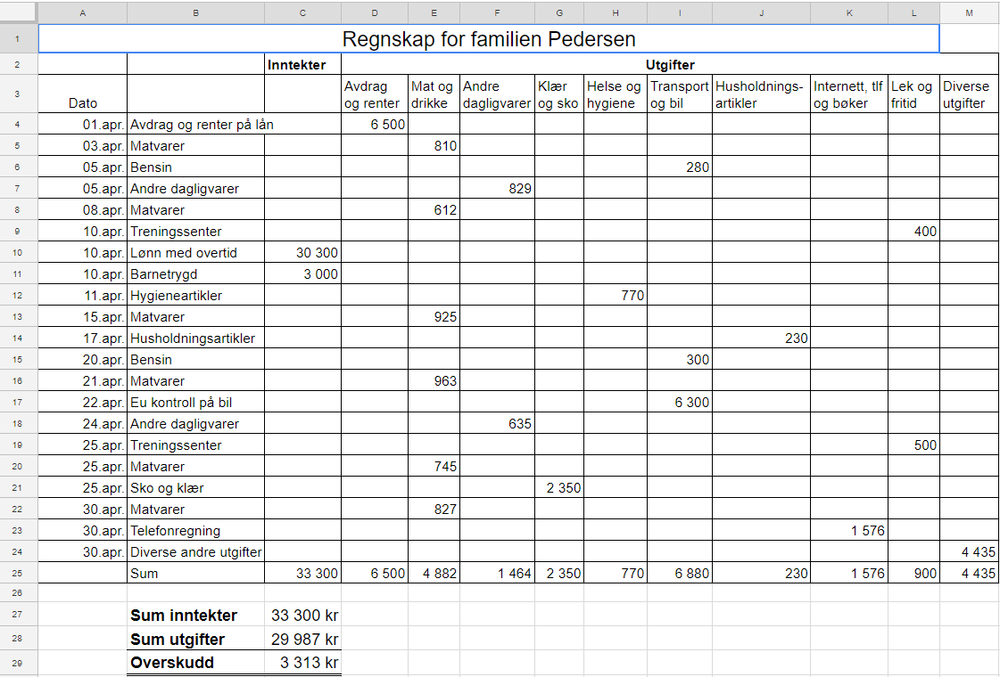 A B C D E F G H I J K L M
1 Regnskap for familien Pedersen
2 Inntekter Utgifter
3 Dato Avdrag og renter Mat og drikke Andre dagligvarer Klær og sko Helse og hygiene Transport og bil Husholdnings-artikler Internett, tlf og bøker Lek og fritid Diverse utgifter
4 01.apr. Avdrag og renter på lån 6 500
5 03.apr. Matvarer 810
6 05.apr. Bensin 280
7 05.apr. Andre dagligvarer 829
8 08.apr. Matvarer 612
9 10.apr. Treningssenter 400
10 10.apr. Lønn med overtid 30 300
11 10.apr. Barnetrygd 3 000
12 11.apr. Hygieneartikler 770
13 15.apr. Matvarer 925
14 17.apr. Husholdningsartikler 230
15 20.apr. Bensin 300
16 21.apr. Matvarer 963
17 22.apr. Eu kontroll på bil 6 300
18 24.apr. Andre dagligvarer 635
19 25.apr. Treningssenter 500
20 25.apr. Matvarer 745
21 25.apr. Sko og klær 2 350
22 30.apr. Matvarer 827
23 30.apr. Telefonregning 1 576
24 30.apr. Diverse andre utgifter 4 435
25 Sum 33 300 6 500 4 882 1 464 2 350 770 6 880 230 1 576 900 4 435
26
27 Sum inntekter 33 300 kr
28 Sum utgifter 29 987 kr
29 Overskudd 3 313 kr